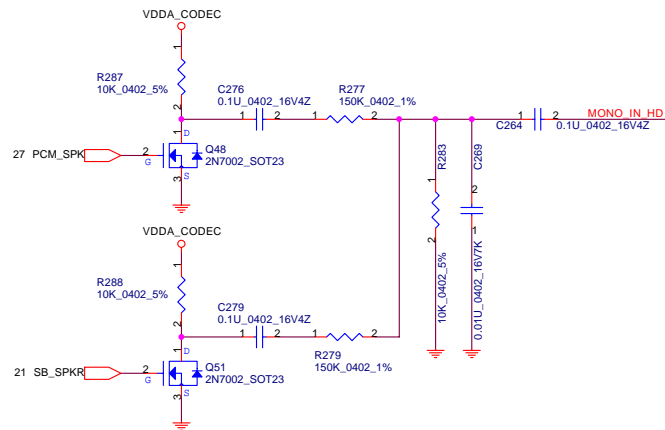 VDDA_CODEC
1
R287
10K_0402_5%
2
C276
0.1U_0402_16V4Z
1 2
R277
150K_0402_1%
1 2
MONO_IN_HD
1 2
C264
0.1U_0402_16V4Z
27 PCM_SPK
2
G
1
D
Q48
2N7002_SOT23
S
3
R283
1
2
10K_0402_5%
C269
2
1
0.01U_0402_16V7K
VDDA_CODEC
1
R288
10K_0402_5%
2
C279
0.1U_0402_16V4Z
1 2
1 2
R279
150K_0402_1%
21 SB_SPKR
2
G
1
D
Q51
2N7002_SOT23
S
3